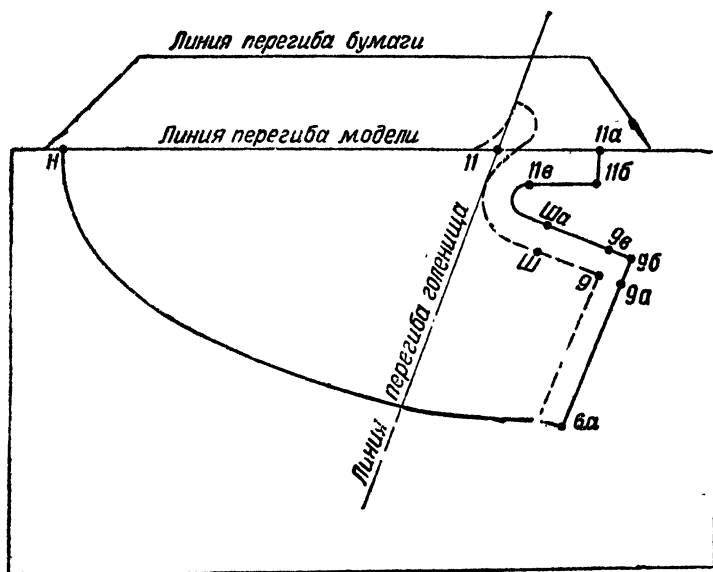 Линия перегиба бумаги
Линия перегиба модели
Н
11
11а
11б
11в
Ша
9в
9б
Ш
9
9а
6а
Линия перегиба голенища